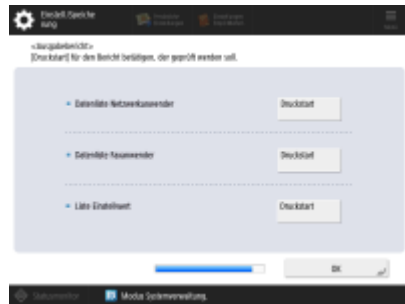 Einstell./Speiche
rung
<Ausgabebericht>
[Druckstart] für den Bericht betätigen, der geprüft werden soll.
Datenliste Netzwerkanwender
Druckstart
Datenliste Faxanwender
Druckstart
Liste Einstellwert
Druckstart
OK
Statusmonitor
Modus Systemverwaltung.